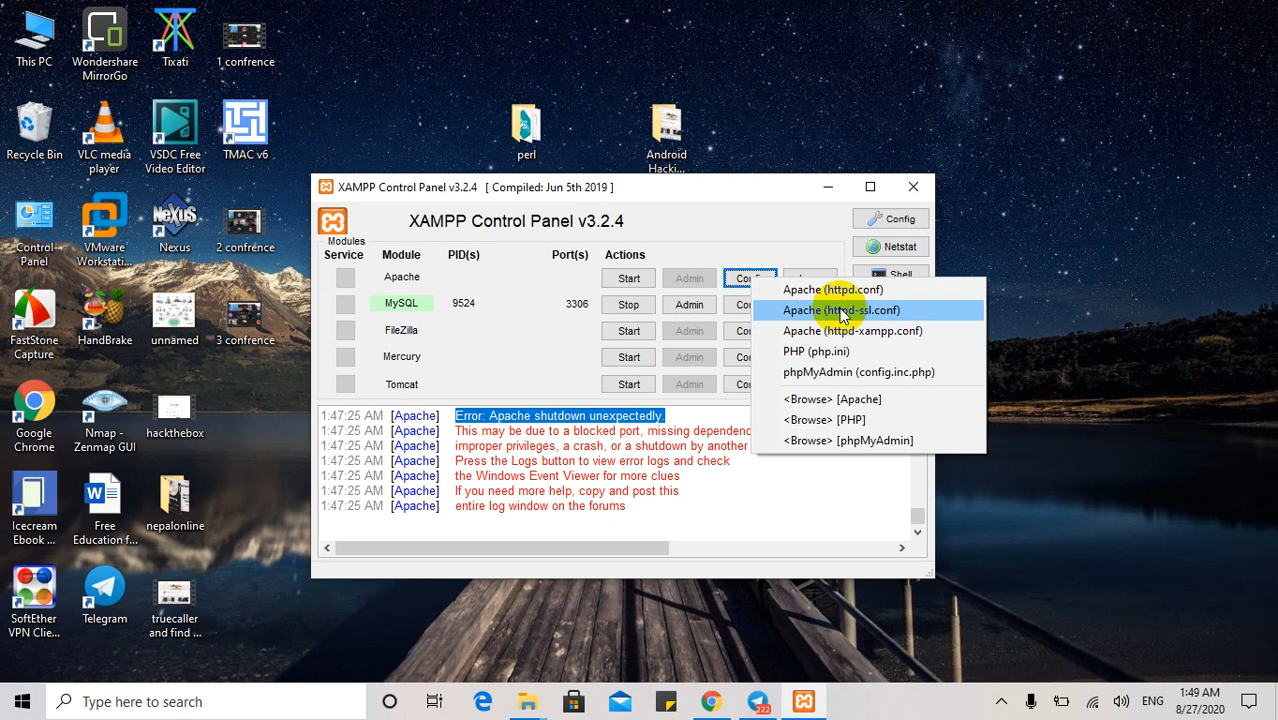 This PC
Wondershare
MirrorGo
Tixati
1 confrence
Recycle Bin
VLC media
player
VSDC Free
Video Editor
TMAC v6
perl
Android
Hacki...
Control
Panel
VMware
Workstati...
Nexus
2 confrence
FastStone
Capture
HandBrake
unnamed
3 confrence
Google
Chrome
Nmap -
Zenmap GUI
hackthebox
Icecream
Ebook ...
Free
Education f...
nepalonline
SoftEther
VPN Clie...
Telegram
truecaller
and find ...
XAMPP Control Panel v3.2.4 [ Compiled: Jun 5th 2019 ]
XAMPP Control Panel v3.2.4
Config
Netstat
Shell
Modules
Service Module PID(s) Port(s) Actions
Apache Start Admin
MySQL 9524 3306 Stop Admin
FileZilla Start Admin
Mercury Start Admin
Tomcat Start Admin
Apache (httpd.conf)
Apache (httpd-ssl.conf)
Apache (httpd-xampp.conf)
PHP (php.ini)
phpMyAdmin (config.inc.php)
<Browse> [Apache]
<Browse> [PHP]
<Browse> [phpMyAdmin]
1:47:25 AM [Apache] Error: Apache shutdown unexpectedly.
1:47:25 AM [Apache] This may be due to a blocked port, missing
1:47:25 AM [Apache] improper privileges, a crash, or a shutdown by another
1:47:25 AM [Apache] Press the Logs button to view error logs and check
1:47:25 AM [Apache] the Windows Event Viewer for more clues
1:47:25 AM [Apache] If you need more help, copy and post this
1:47:25 AM [Apache] entire log window on the forums
Type here to search
222
ENG
1:49 AM
8/27/2020